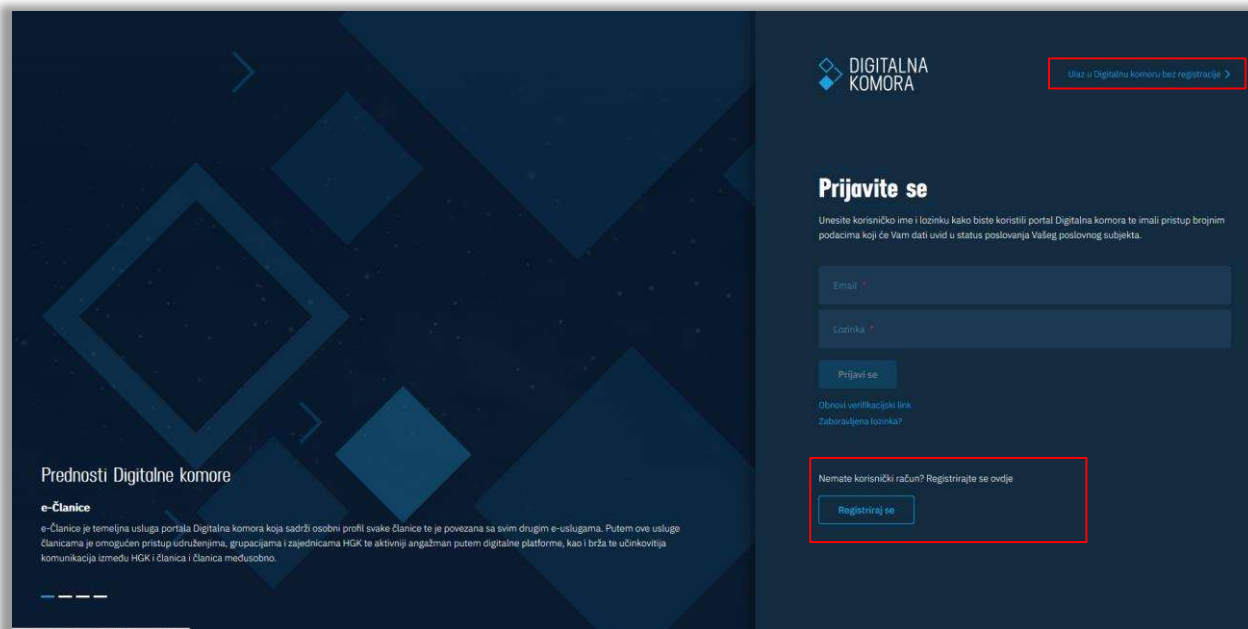 DIGITALNA
KOMORA
Ulaz u Digitalnu komoru bez registracije
Prijavite se
Unesite korisničko ime i lozinku kako biste koristili portal Digitalna komora te imali pristup brojnim
podacima koji će Vam dati uvid u status poslovanja Vašeg poslovnog subjekta.
Email *
Lozinka *
Prijavi se
Obnovi verifikacijski link
Zaboravljena lozinka?
Nemate korisnički račun? Registrirajte se ovdje
Registriraj se
Prednosti Digitalne komore
e-Članice
e-Članice je temeljna usluga portala Digitalna komora koja sadrži osobni profil svake članice te je povezana sa svim drugim e-uslugama. Putem ove usluge
članicama je omogućen pristup udruženjima, grupacijama i zajednicama HGK te aktivniji angažman putem digitalne platforme, kao i brža te učinkovitija
komunikacija između HGK i članica i članica međusobno.